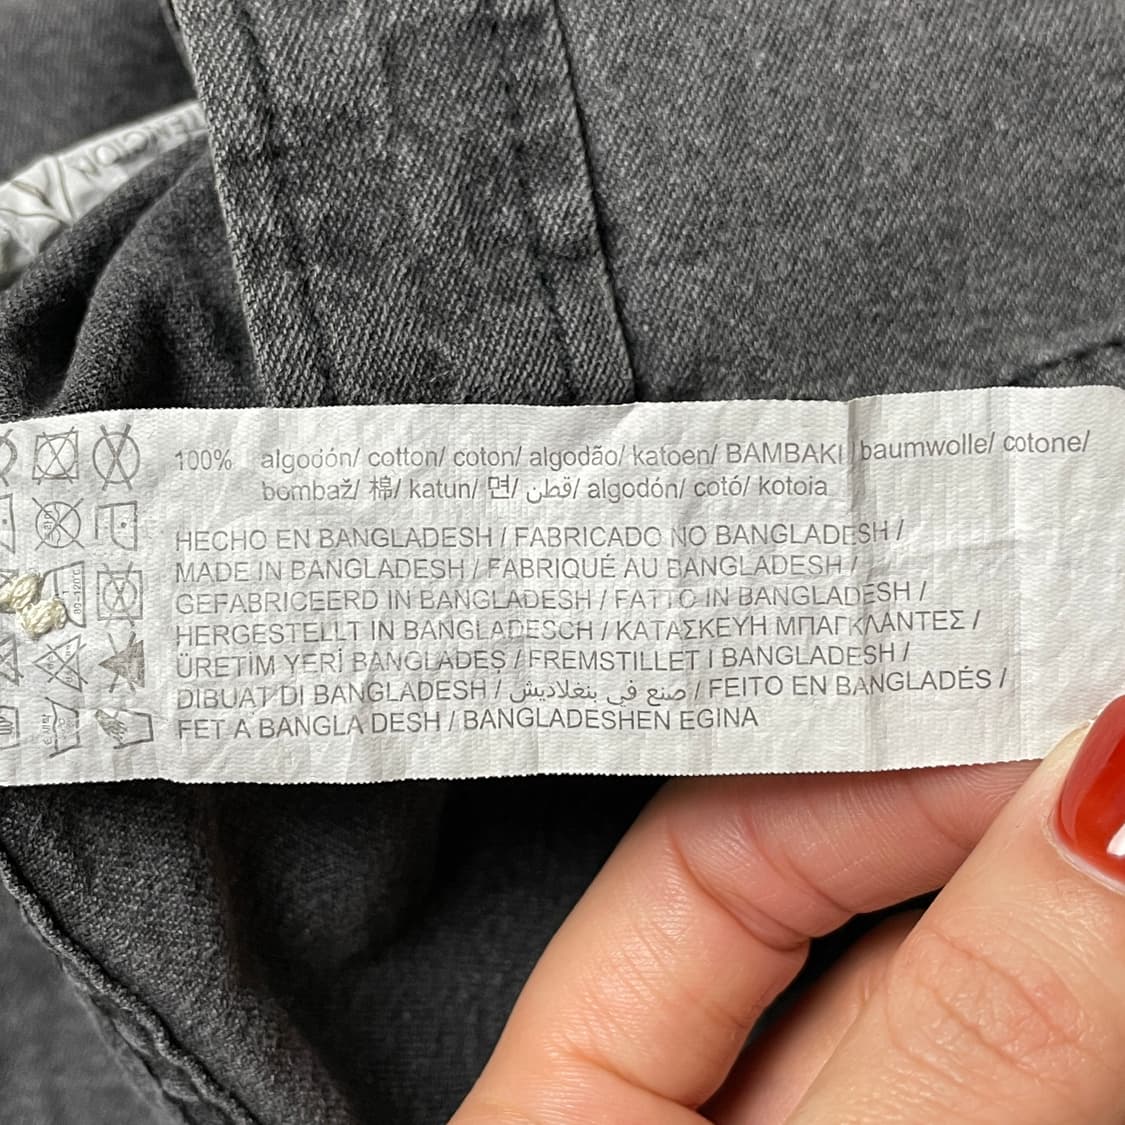 TENCIÓN
100% algodón/ cotton/ coton/ algodão/ katoen/ BAMBAKI baumwolle/ cotone/
bombaž/ 棉/ katun/ 면/ قطن/ algodón/ cotó/ kotoia
HECHO EN BANGLADESH / FABRICADO NO BANGLADESH /
MADE IN BANGLADESH / FABRIQUÉ AU BANGLADESH /
GEFABRICEERD IN BANGLADESH / FATTO IN BANGLADESH /
HERGESTELLT IN BANGLADESCH / ΚΑΤΑΣΚΕΥΗ ΜΠΑΓΚΛΑΝΤΕΣ /
ÜRETİM YERİ BANGLADEŞ / FREMSTILLET I BANGLADESH /
DIBUAT DI BANGLADESH / صنع في بنغلاديش / FEITO EN BANGLADÉS /
FET A BANGLA DESH / BANGLADESHEN EGINA